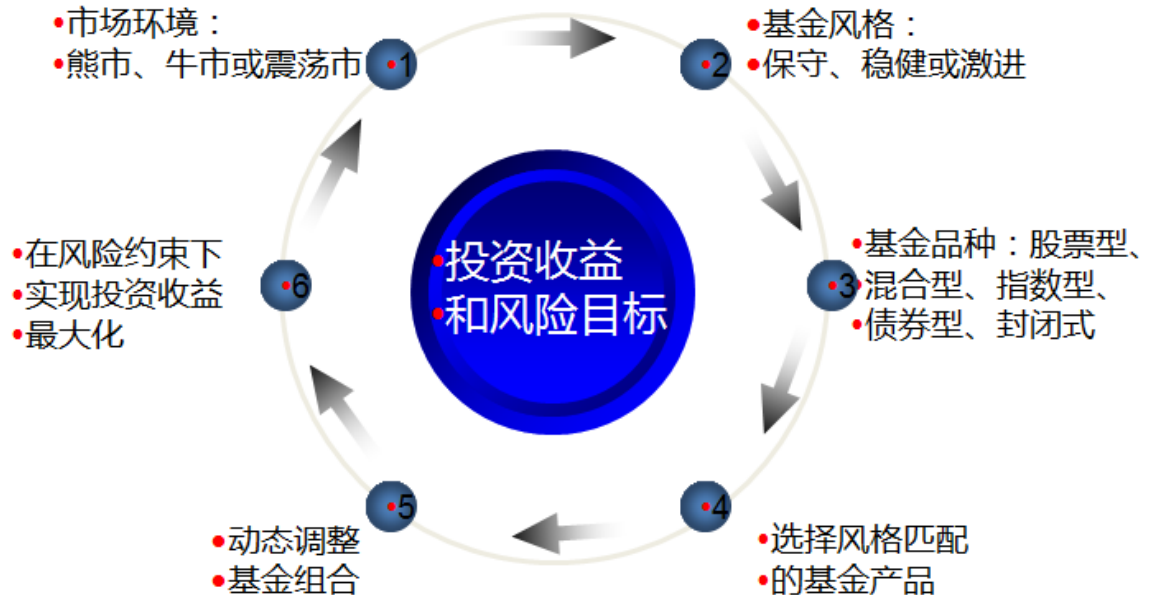 •市场环境：
•熊市、牛市或震荡市
•1
•2
•基金风格：
•保守、稳健或激进
•3
•基金品种：股票型、
•混合型、指数型、
•债券型、封闭式
•4
•选择风格匹配
•的基金产品
•5
•动态调整
•基金组合
•6
•在风险约束下
•实现投资收益
•最大化
•投资收益
•和风险目标